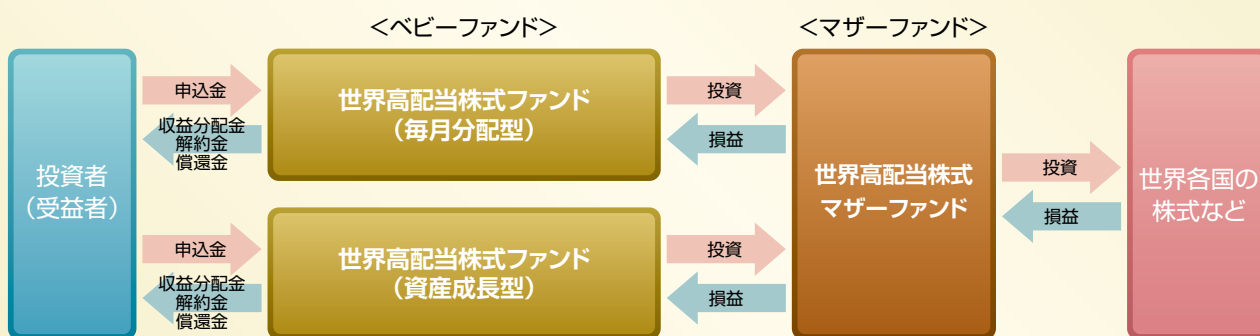 ＜ベビーファンド＞
＜マザーファンド＞
投資者
（受益者）
申込金
収益分配金
解約金
償還金
世界高配当株式ファンド
（毎月分配型）
投資
損益
申込金
収益分配金
解約金
償還金
世界高配当株式ファンド
（資産成長型）
投資
損益
世界高配当株式
マザーファンド
投資
損益
世界各国の
株式など